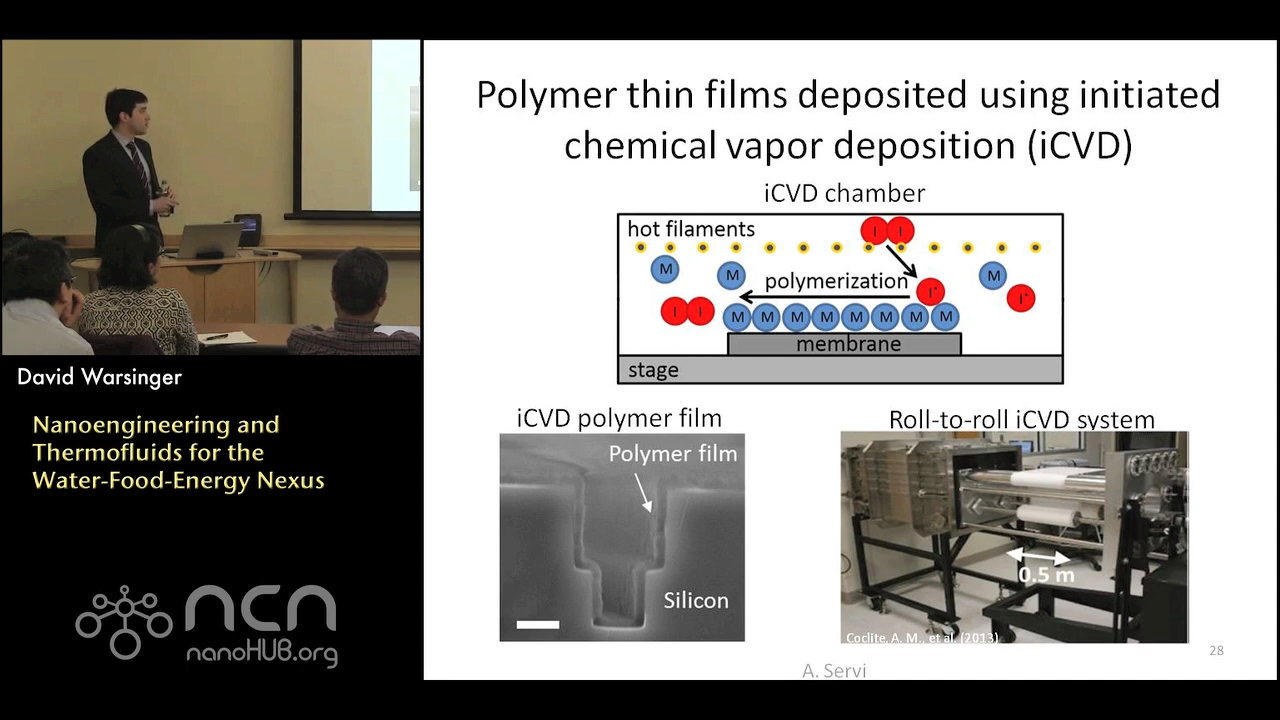 Polymer thin films deposited using initiated
chemical vapor deposition (iCVD)
iCVD chamber
hot filaments
I I
M
M
polymerization
M
I*
I*
I I
M M M M M M M M
membrane
stage
David Warsinger
Nanoengineering and
Thermofluids for the
Water-Food-Energy Nexus
ncn
nanoHUB.org
iCVD polymer film
Polymer film
Silicon
Roll-to-roll iCVD system
0.5 m
Coclite, A. M., et al. (2013)
28
A. Servi